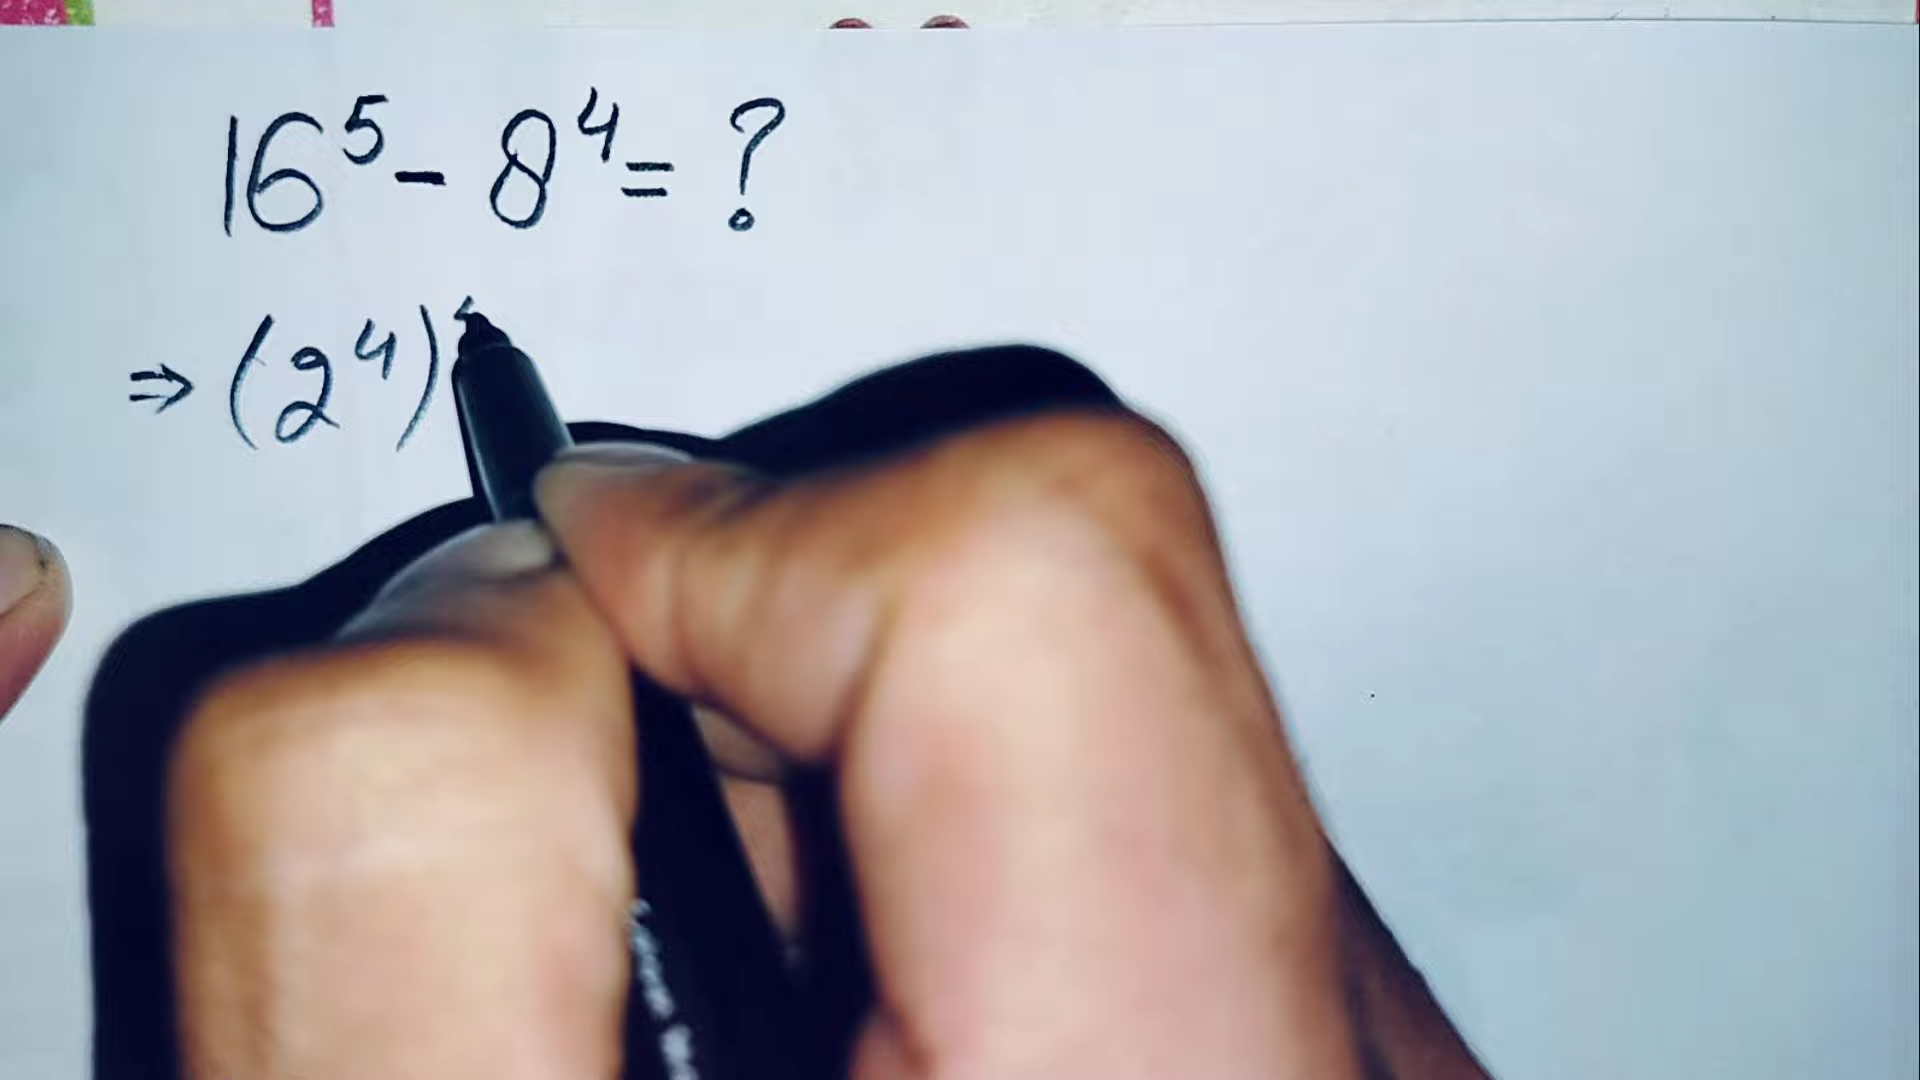 16⁵ - 8⁴ = ?
⇒ (2⁴)